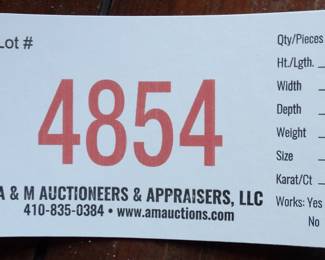 Lot #
4854
A & M AUCTIONEERS & APPRAISERS, LLC
410-835-0384 • www.amauctions.com
Qty/Pieces
Ht./Lgth.
Width
Depth
Weight
Size
Karat/Ct
Works: Yes
No